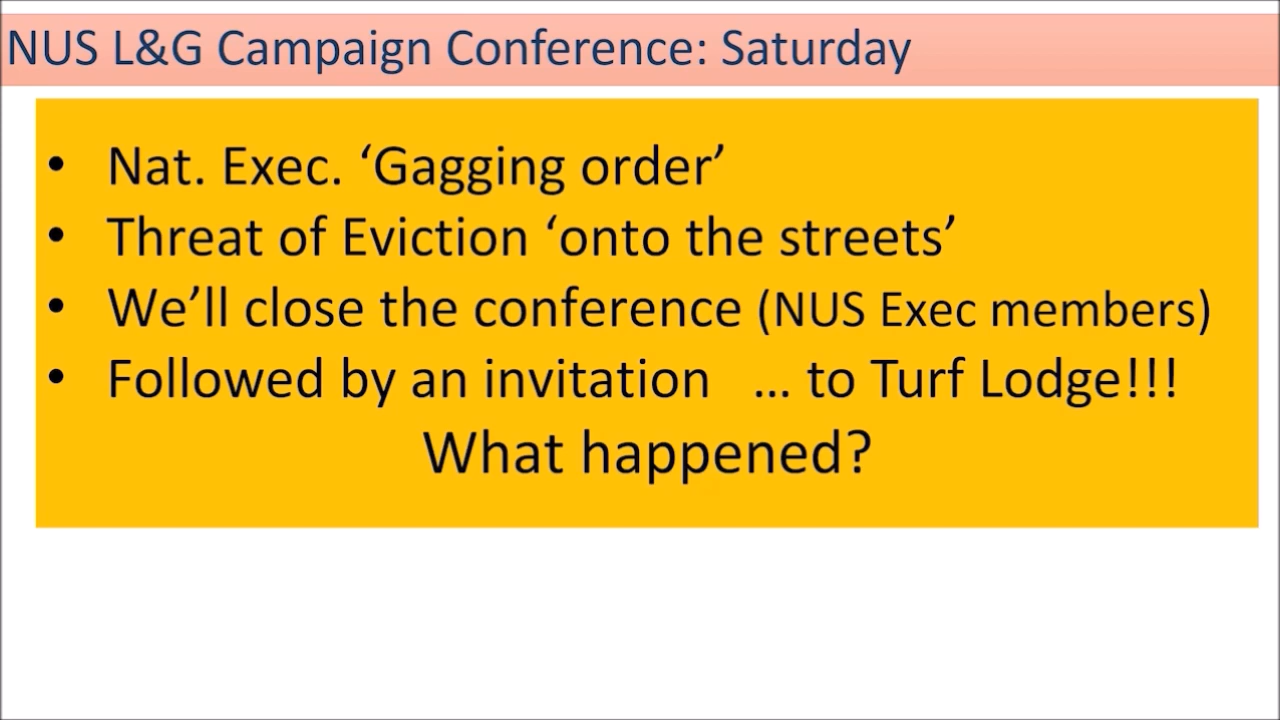 NUS L&G Campaign Conference: Saturday
• Nat. Exec. ‘Gagging order’
• Threat of Eviction ‘onto the streets’
• We’ll close the conference (NUS Exec members)
• Followed by an invitation ... to Turf Lodge!!!
What happened?